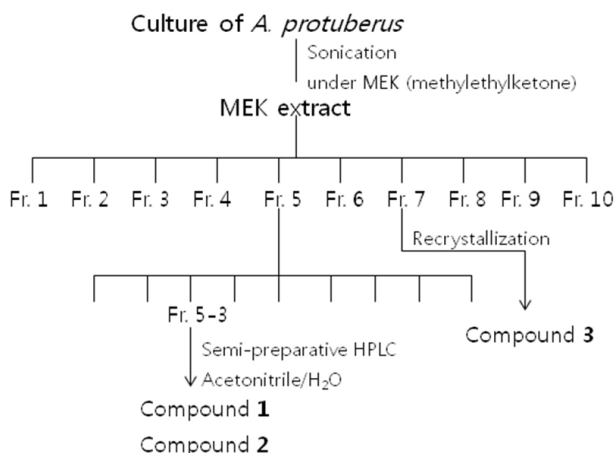 Culture of A. protuberus
Sonication
under MEK (methylethylketone)
MEK extract
Fr. 1 Fr. 2 Fr. 3 Fr. 4 Fr. 5 Fr. 6 Fr. 7 Fr. 8 Fr. 9 Fr. 10
Recrystallization
Fr. 5-3
Compound 3
Semi-preparative HPLC
Acetonitrile/H₂O
Compound 1
Compound 2